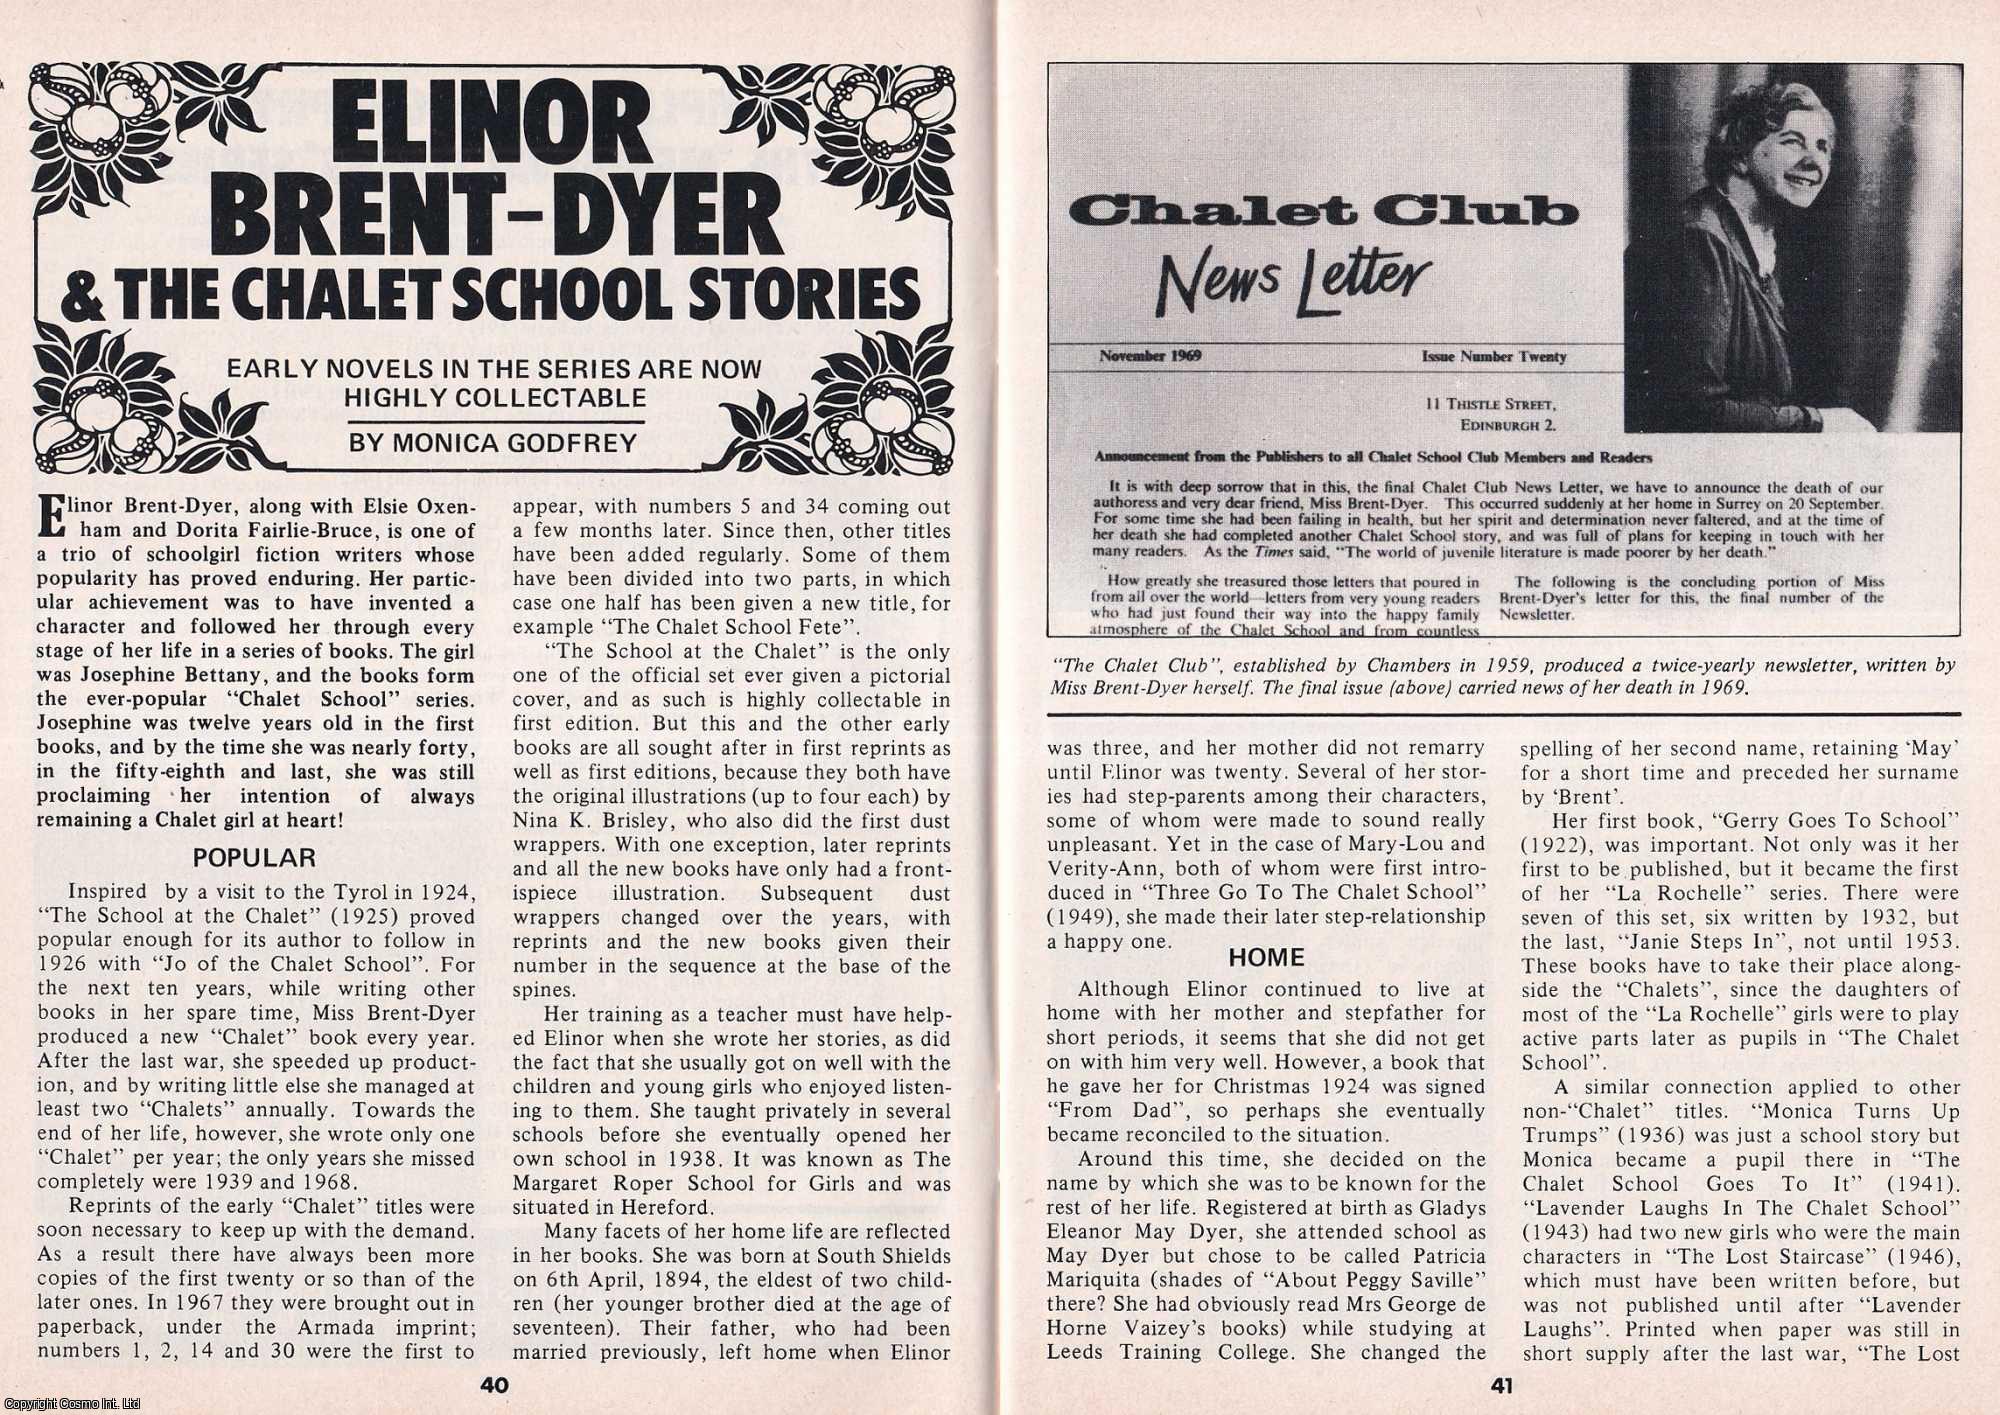 ELINOR
BRENT-DYER
& THE CHALET SCHOOL STORIES
EARLY NOVELS IN THE SERIES ARE NOW
HIGHLY COLLECTABLE
BY MONICA GODFREY
Elinor Brent-Dyer, along with Elsie Oxen-
ham and Dorita Fairlie-Bruce, is one of
a trio of schoolgirl fiction writers whose
popularity has proved enduring. Her partic-
ular achievement was to have invented a
character and followed her through every
stage of her life in a series of books. The girl
was Josephine Bettany, and the books form
the ever-popular “Chalet School” series.
Josephine was twelve years old in the first
books, and by the time she was nearly forty,
in the fifty-eighth and last, she was still
proclaiming her intention of always
remaining a Chalet girl at heart!
POPULAR
Inspired by a visit to the Tyrol in 1924,
“The School at the Chalet” (1925) proved
popular enough for its author to follow in
1926 with “Jo of the Chalet School”. For
the next ten years, while writing other
books in her spare time, Miss Brent-Dyer
produced a new “Chalet” book every year.
After the last war, she speeded up product-
ion, and by writing little else she managed at
least two “Chalets” annually. Towards the
end of her life, however, she wrote only one
“Chalet” per year; the only years she missed
completely were 1939 and 1968.
Reprints of the early “Chalet” titles were
soon necessary to keep up with the demand.
As a result there have always been more
copies of the first twenty or so than of the
later ones. In 1967 they were brought out in
paperback, under the Armada imprint;
numbers 1, 2, 14 and 30 were the first to
appear, with numbers 5 and 34 coming out
a few months later. Since then, other titles
have been added regularly. Some of them
have been divided into two parts, in which
case one half has been given a new title, for
example “The Chalet School Fete”.
“The School at the Chalet” is the only
one of the official set ever given a pictorial
cover, and as such is highly collectable in
first edition. But this and the other early
books are all sought after in first reprints as
well as first editions, because they both have
the original illustrations (up to four each) by
Nina K. Brisley, who also did the first dust
wrappers. With one exception, later reprints
and all the new books have only had a front-
ispiece illustration. Subsequent dust
wrappers changed over the years, with
reprints and the new books given their
number in the sequence at the base of the
spines.
Her training as a teacher must have help-
ed Elinor when she wrote her stories, as did
the fact that she usually got on well with the
children and young girls who enjoyed listen-
ing to them. She taught privately in several
schools before she eventually opened her
own school in 1938. It was known as The
Margaret Roper School for Girls and was
situated in Hereford.
Many facets of her home life are reflected
in her books. She was born at South Shields
on 6th April, 1894, the eldest of two child-
ren (her younger brother died at the age of
seventeen). Their father, who had been
married previously, left home when Elinor
40
Chalet Club
News Letter
November 1969 Issue Number Twenty
11 THISTLE STREET,
EDINBURGH 2.
Announcement from the Publishers to all Chalet School Club Members and Readers
It is with deep sorrow that in this, the final Chalet Club News Letter, we have to announce the death of our
authoress and very dear friend, Miss Brent-Dyer. This occurred suddenly at her home in Surrey on 20 September.
For some time she had been failing in health, but her spirit and determination never faltered, and at the time of
her death she had completed another Chalet School story, and was full of plans for keeping in touch with her
many readers. As the Times said, “The world of juvenile literature is made poorer by her death.”
How greatly she treasured those letters that poured in
from all over the world—letters from very young readers
who had just found their way into the happy family
atmosphere of the Chalet School and from countless
The following is the concluding portion of Miss
Brent-Dyer's letter for this, the final number of the
Newsletter.
“The Chalet Club”, established by Chambers in 1959, produced a twice-yearly newsletter, written by
Miss Brent-Dyer herself. The final issue (above) carried news of her death in 1969.
was three, and her mother did not remarry
until Elinor was twenty. Several of her stor-
ies had step-parents among their characters,
some of whom were made to sound really
unpleasant. Yet in the case of Mary-Lou and
Verity-Ann, both of whom were first intro-
duced in “Three Go To The Chalet School”
(1949), she made their later step-relationship
a happy one.
HOME
Although Elinor continued to live at
home with her mother and stepfather for
short periods, it seems that she did not get
on with him very well. However, a book that
he gave her for Christmas 1924 was signed
“From Dad”, so perhaps she eventually
became reconciled to the situation.
Around this time, she decided on the
name by which she was to be known for the
rest of her life. Registered at birth as Gladys
Eleanor May Dyer, she attended school as
May Dyer but chose to be called Patricia
Mariquita (shades of “About Peggy Saville”
there? She had obviously read Mrs George de
Horne Vaizey's books) while studying at
Leeds Training College. She changed the
spelling of her second name, retaining ‘May’
for a short time and preceded her surname
by ‘Brent’.
Her first book, “Gerry Goes To School”
(1922), was important. Not only was it her
first to be published, but it became the first
of her “La Rochelle” series. There were
seven of this set, six written by 1932, but
the last, “Janie Steps In”, not until 1953.
These books have to take their place along-
side the “Chalets”, since the daughters of
most of the “La Rochelle” girls were to play
active parts later as pupils in “The Chalet
School”.
A similar connection applied to other
non-“Chalet” titles. “Monica Turns Up
Trumps” (1936) was just a school story but
Monica became a pupil there in “The
Chalet School Goes To It” (1941).
“Lavender Laughs In The Chalet School”
(1943) had two new girls who were the main
characters in “The Lost Staircase” (1946),
which must have been written before, but
was not published until after “Lavender
Laughs”. Printed when paper was still in
short supply after the last war, “The Lost
41
Copyright Cosmo Int. Ltd